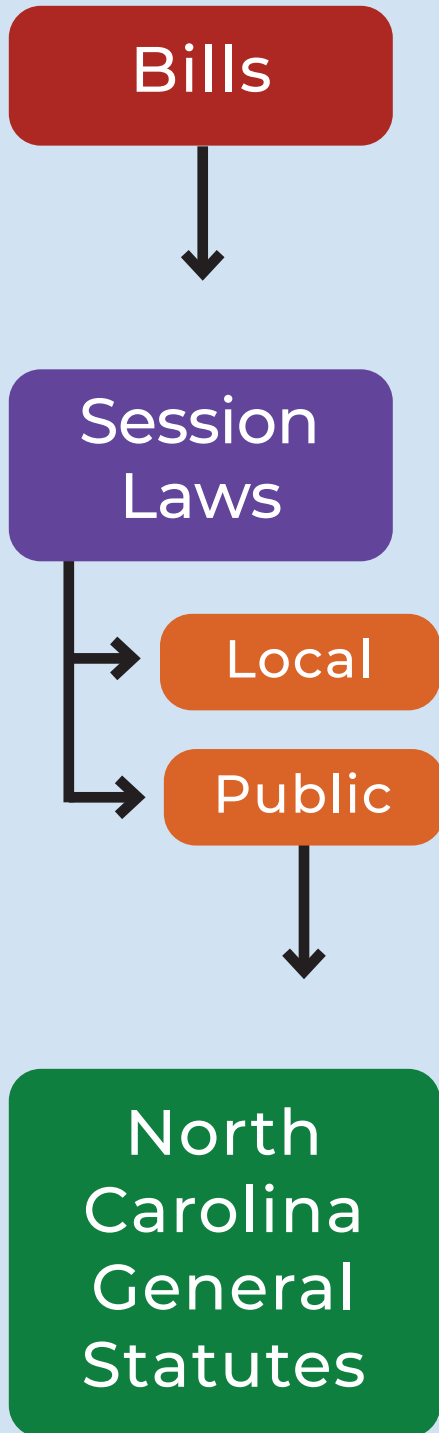 Bills
Session
Laws
Local
Public
North
Carolina
General
Statutes